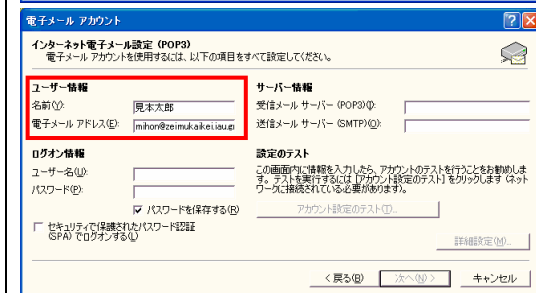 電子メール アカウント
インターネット電子メール設定 (POP3)
電子メール アカウントを使用するには、以下の項目をすべて設定してください。
ユーザー情報
名前(Y):
見本太郎
電子メール アドレス(E):
mihon@zeimukaikei.jau.gr
サーバー情報
受信メール サーバー (POP3)(I):
送信メール サーバー (SMTP)(O):
ログオン情報
ユーザー名(U):
パスワード(P):
パスワードを保存する(R)
セキュリティで保護されたパスワード認証
(SPA) でログオンする(L)
設定のテスト
この画面内に情報を入力したら、アカウントのテストを行うことをお勧めしま
す。テストを実行するには [アカウント設定のテスト] をクリックします (ネット
ワークに接続されている必要があります)。
アカウント設定のテスト(T)...
詳細設定(M)...
< 戻る(B)
次へ(N) >
キャンセル